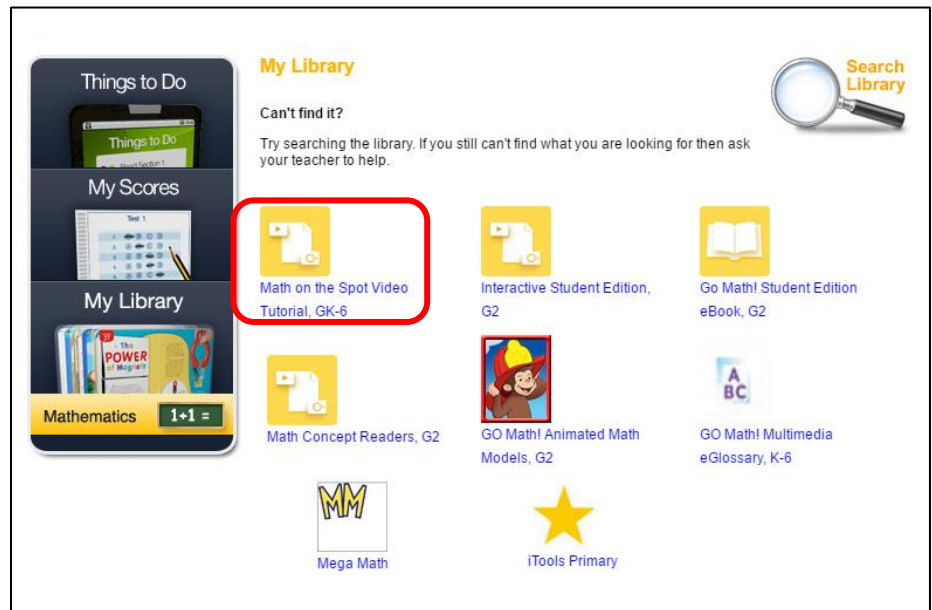 Things to Do
Things to Do
Read Section 1
My Scores
Test 1
My Library
The
POWER
of Magnets
Mathematics
1+1 =
My Library
Search
Library
Can't find it?
Try searching the library. If you still can't find what you are looking for then ask
your teacher to help.
Math on the Spot Video
Tutorial, GK-6
Interactive Student Edition,
G2
Go Math! Student Edition
eBook, G2
Math Concept Readers, G2
GO Math! Animated Math
Models, G2
A
BC
GO Math! Multimedia
eGlossary, K-6
MM
Mega Math
iTools Primary